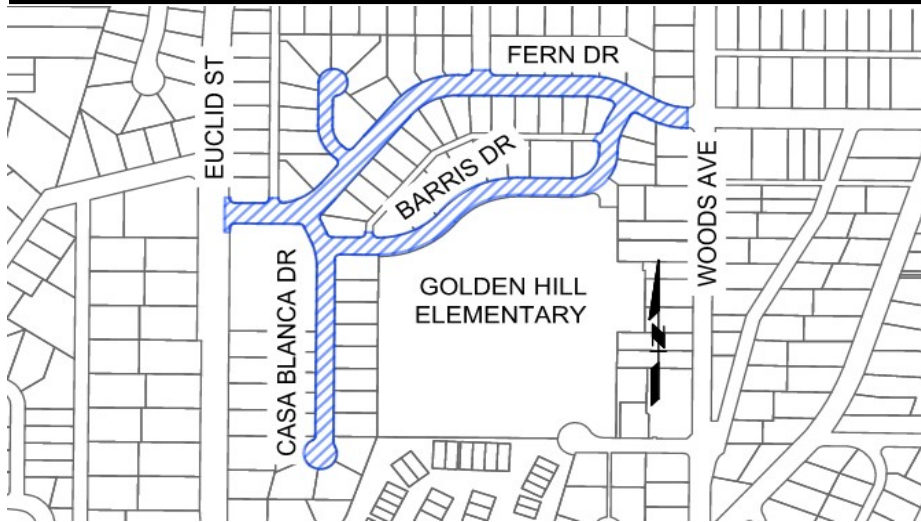 FERN DR
EUCLID ST
BARRIS DR
WOODS AVE
GOLDEN HILL
ELEMENTARY
CASA BLANCA DR
N